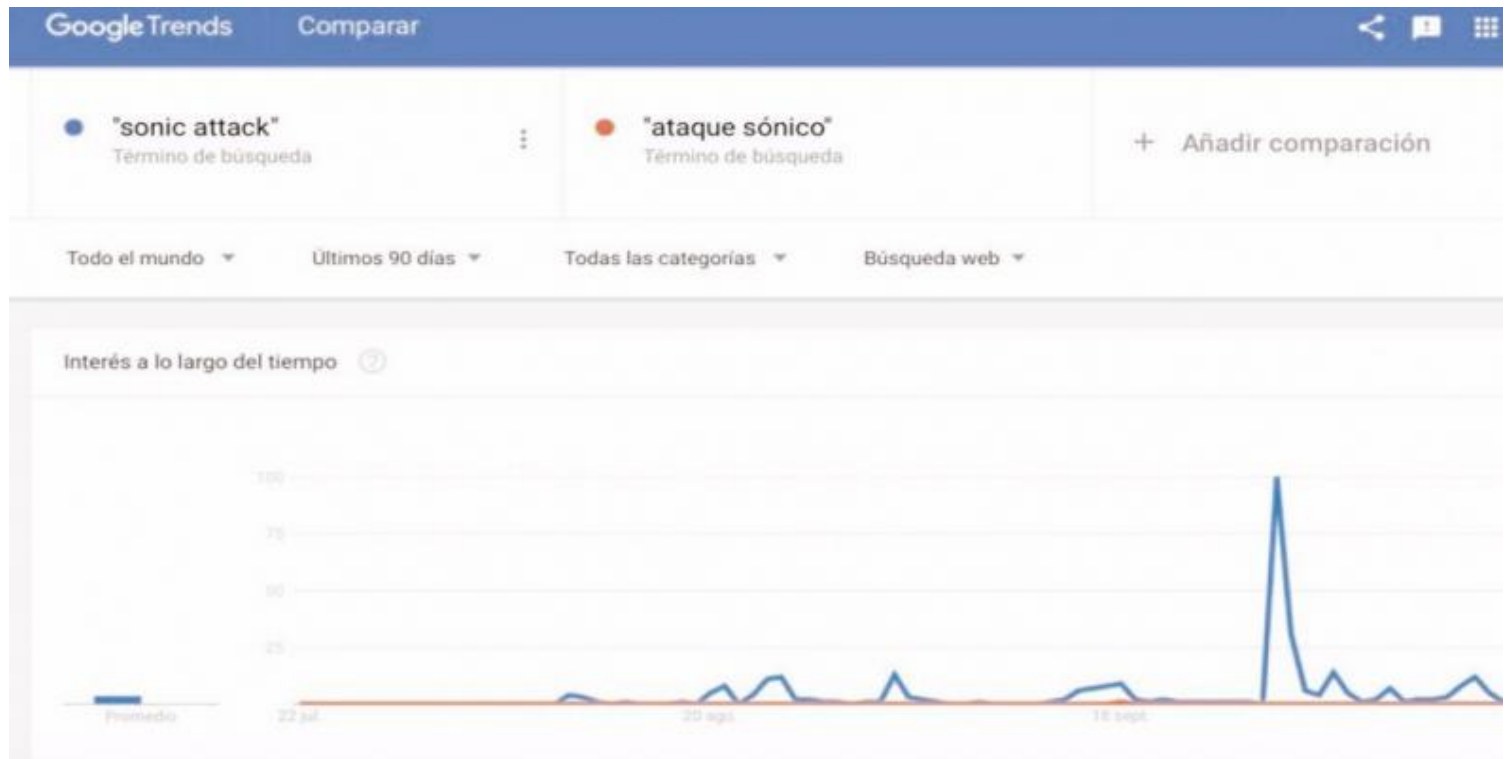 Google Trends Comparar
"sonic attack"
Término de búsqueda
"ataque sónico"
Término de búsqueda
+ Añadir comparación
Todo el mundo
Últimos 90 días
Todas las categorías
Búsqueda web
Interés a lo largo del tiempo
100
75
50
25
Promedio
22 jul.
20 ago.
18 sept.